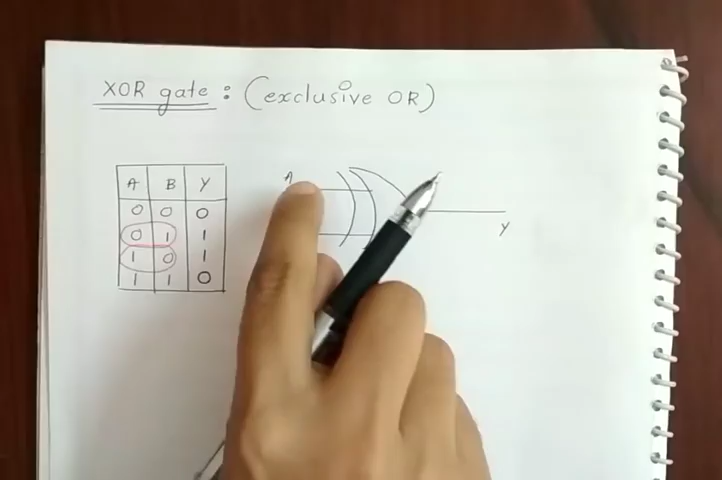 XOR gate : (exclusive OR)
A B Y
0 0 0
0 1 1
1 0 1
1 1 0
A
Y